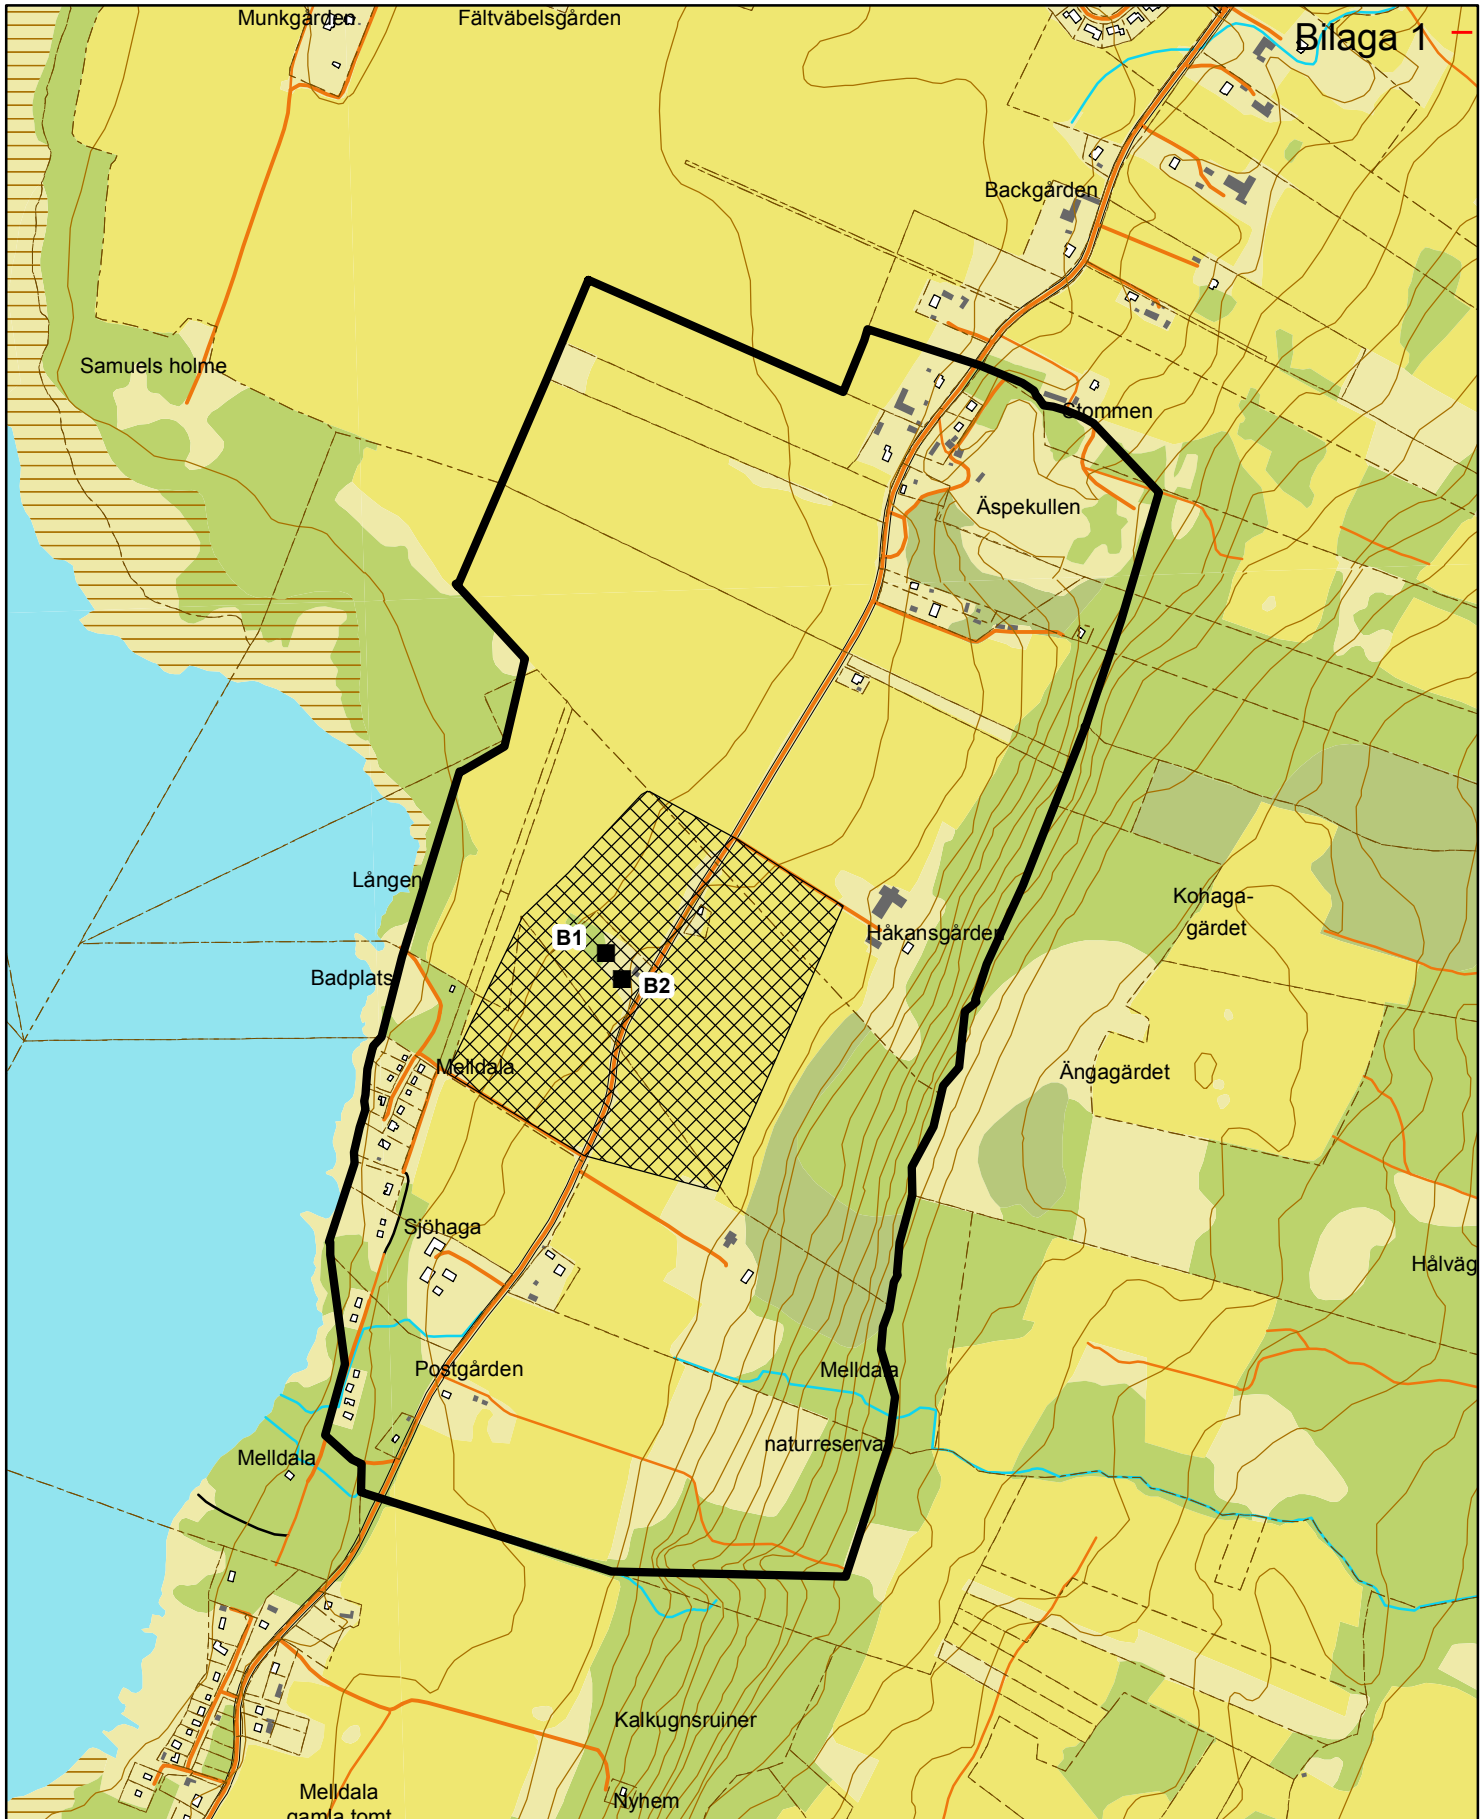 Munkgården
Fältväbelsgården
Bilaga 1
Backgården
Samuels holme
Stommen
Äspekullen
Lången
Kohaga-
gärdet
B1
Håkansgården
Badplats
B2
Melldala
Ängagärdet
Sjöhaga
Hålväg
Postgården
Melldala
naturreserva
Melldala
Kalkugnsruiner
Melldala
gamla tomt
Nyhem